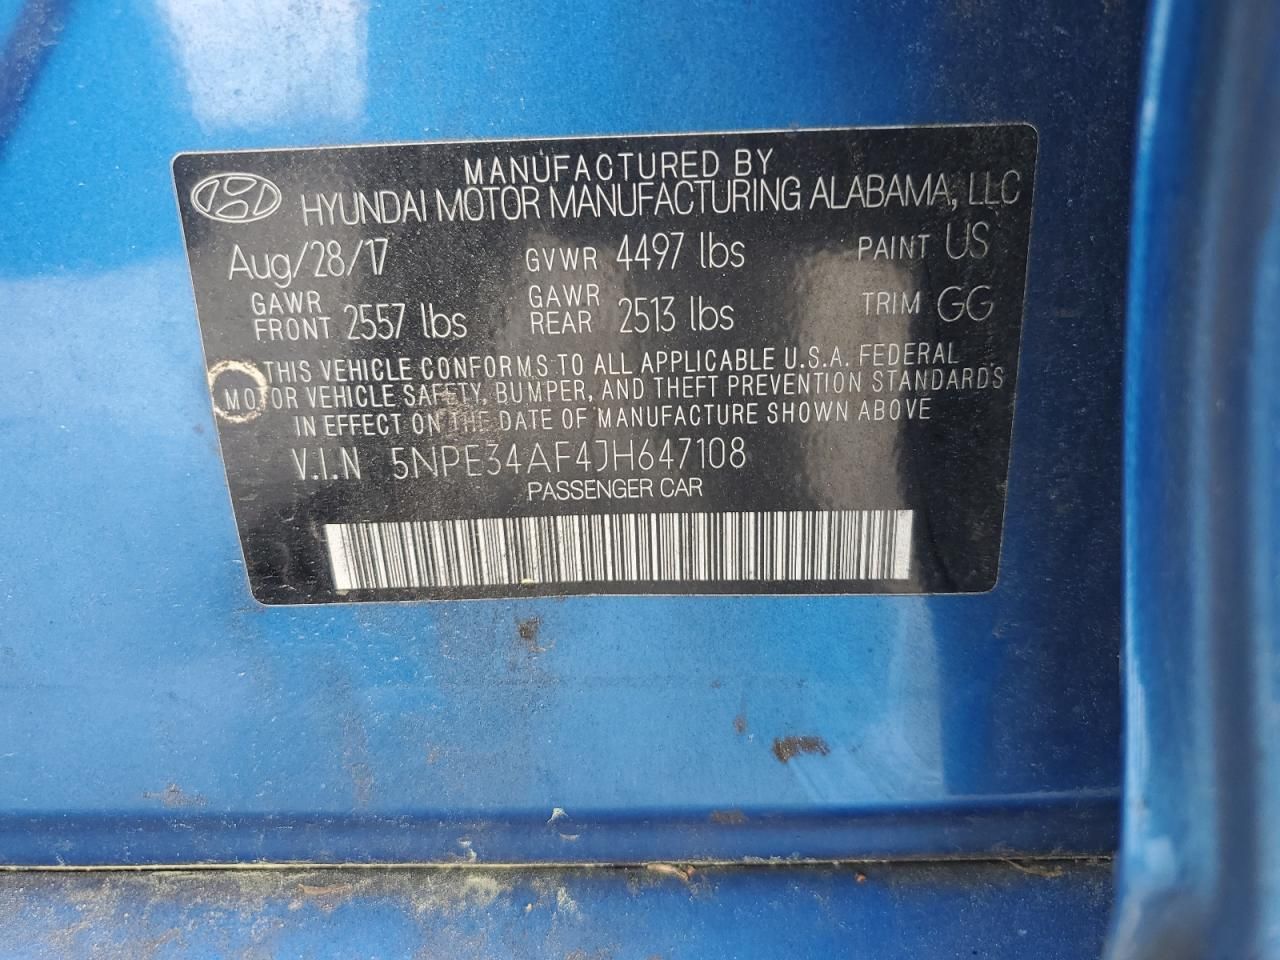 MANUFACTURED BY
HYUNDAI MOTOR MANUFACTURING ALABAMA, LLC
Aug/28/17 GVWR 4497 lbs PAINT US
GAWR FRONT 2557 lbs GAWR REAR 2513 lbs TRIM GG
THIS VEHICLE CONFORMS TO ALL APPLICABLE U.S.A. FEDERAL
MOTOR VEHICLE SAFETY, BUMPER, AND THEFT PREVENTION STANDARDS
IN EFFECT ON THE DATE OF MANUFACTURE SHOWN ABOVE
V.I.N 5NPE34AF4JH647108
PASSENGER CAR